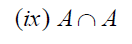 (ix) A ∩ A